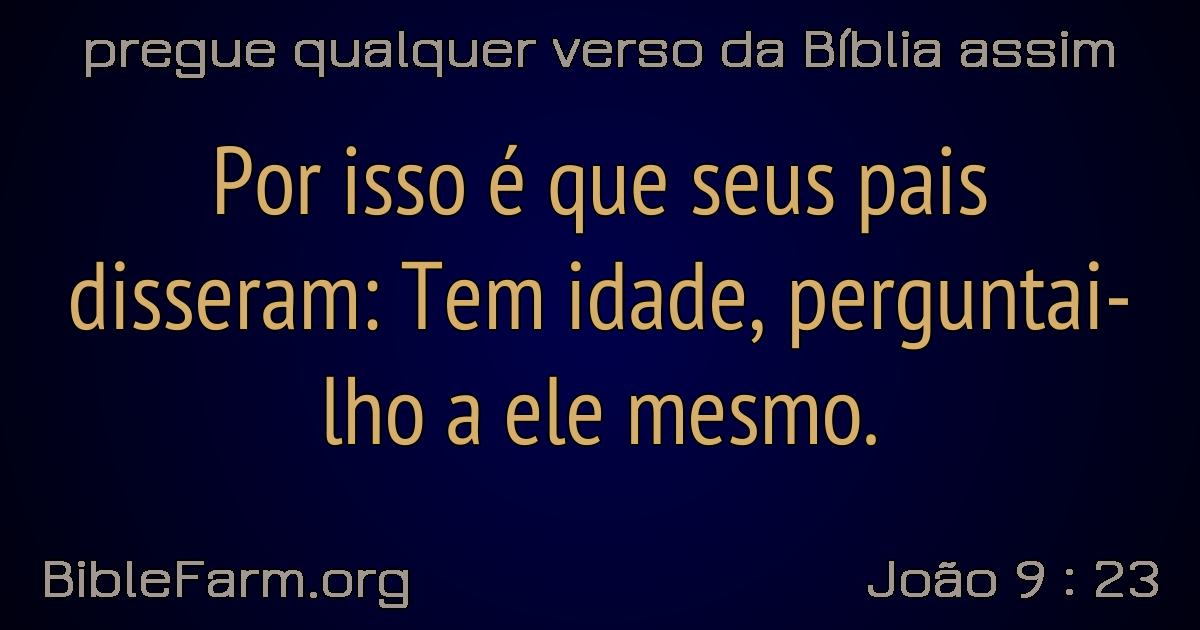 pregue qualquer verso da Bíblia assim
Por isso é que seus pais
disseram: Tem idade, perguntai-
lho a ele mesmo.
BibleFarm.org
João 9 : 23